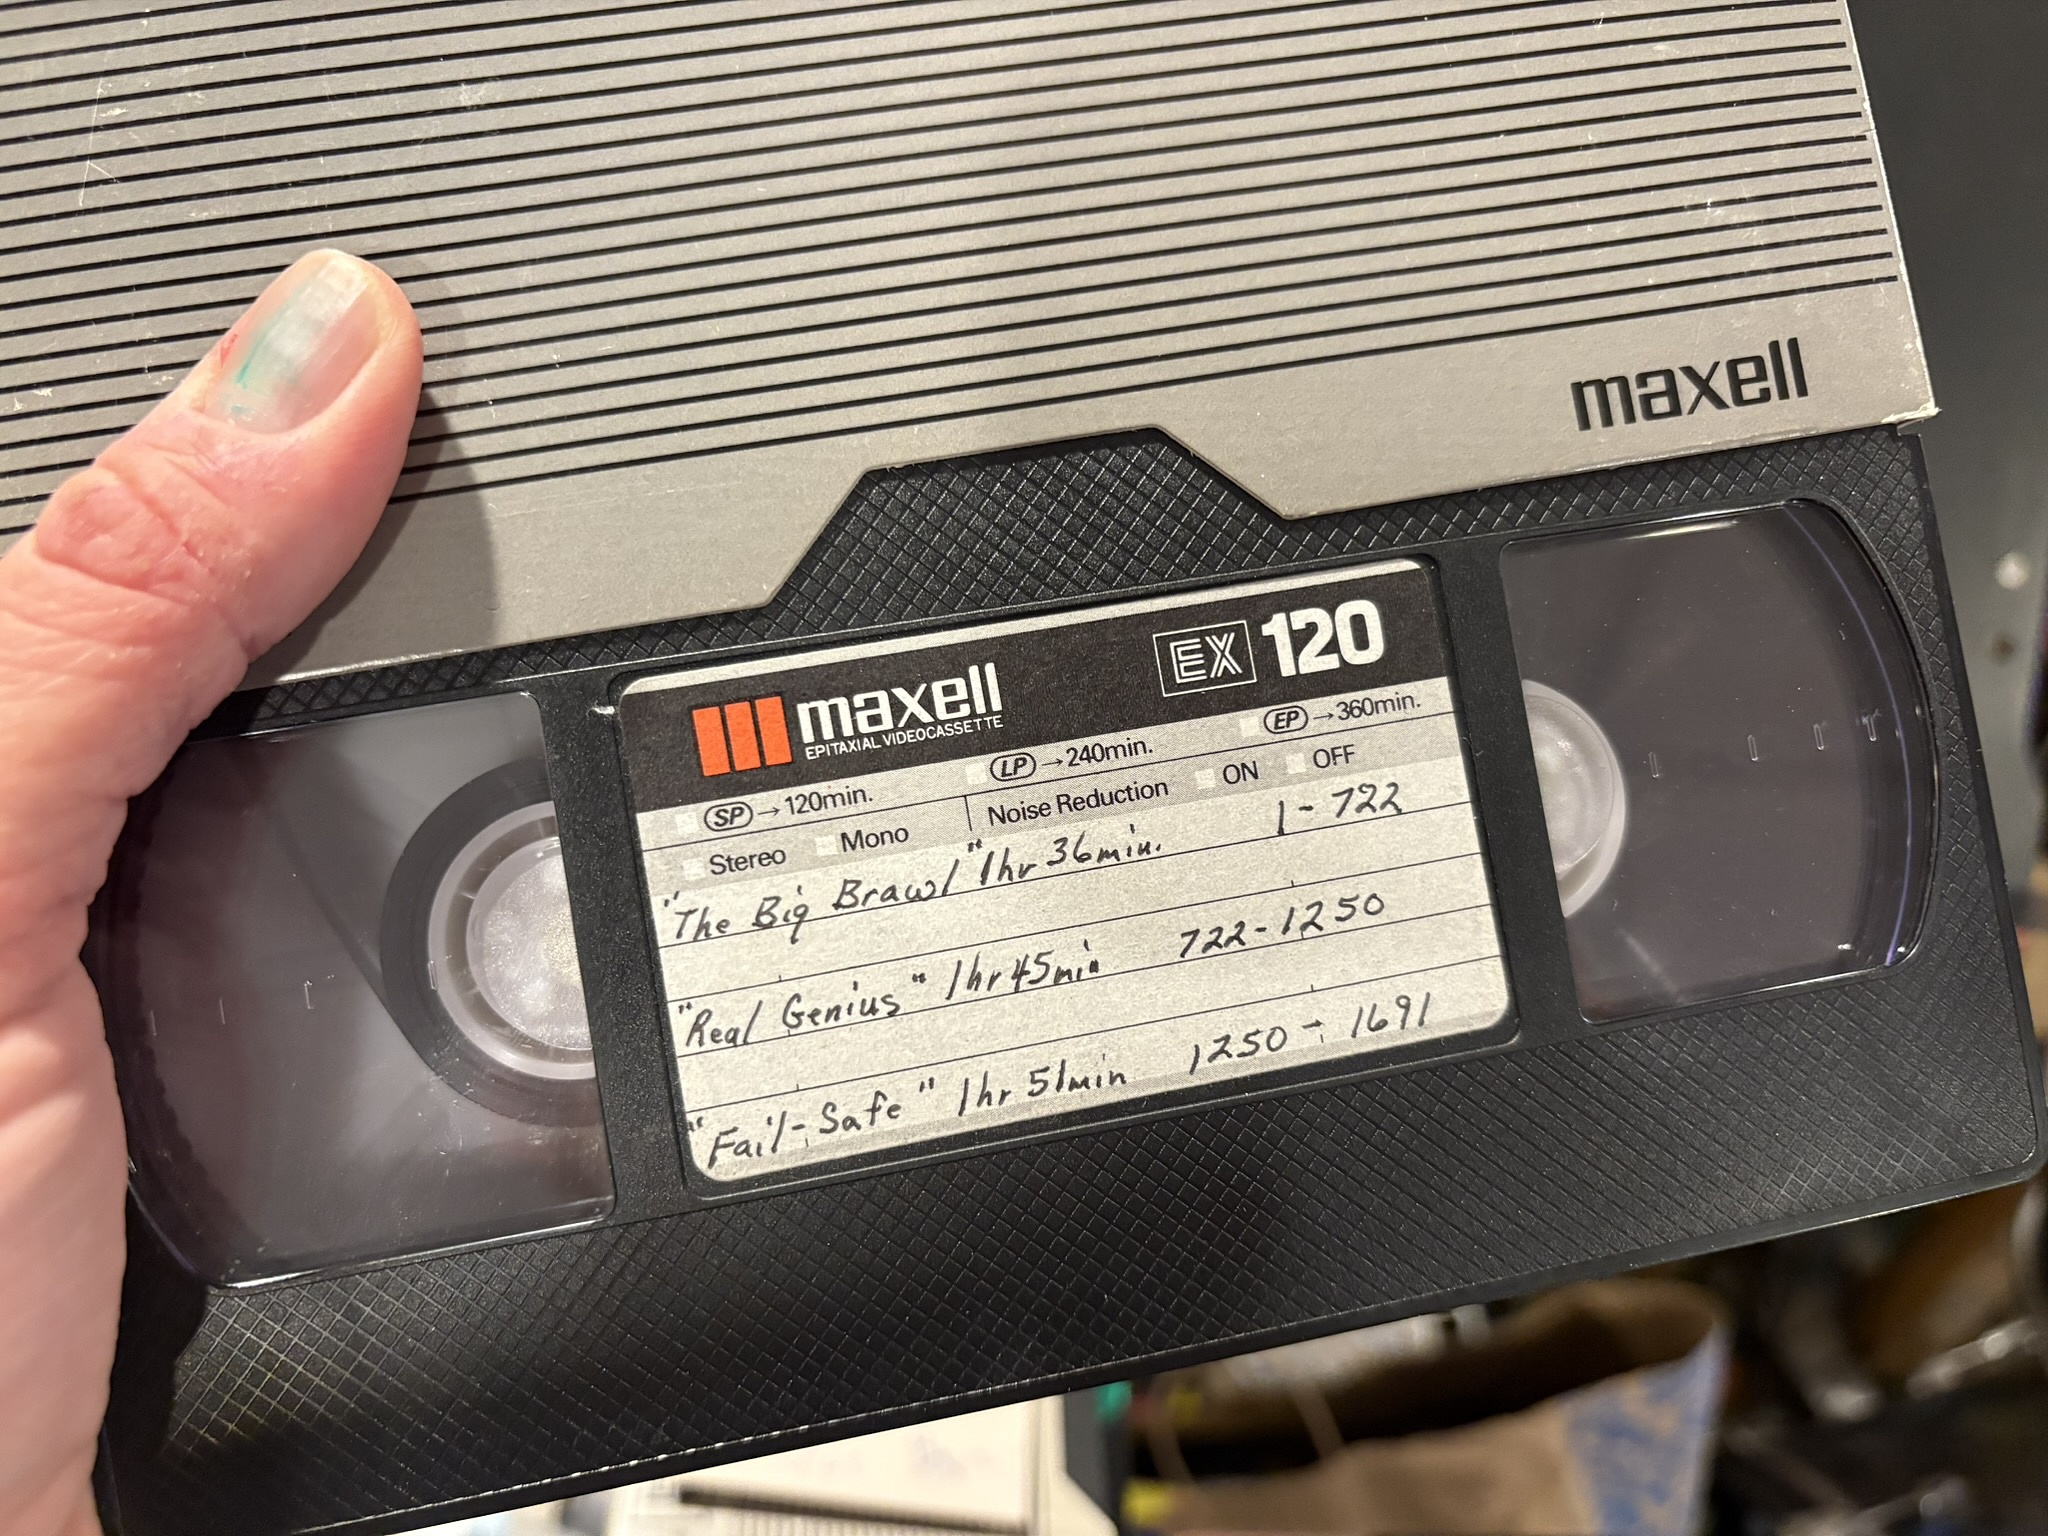 maxell
maxell EX 120
EPITAXIAL VIDEOCASSETTE
SP → 120min. LP → 240min. EP → 360min.
Stereo Mono Noise Reduction ON OFF
"The Big Brawl" 1hr 36min. 1 - 722
"Real Genius" 1hr 45min 722-1250
"Fail-Safe" 1hr 51min 1250 - 1691